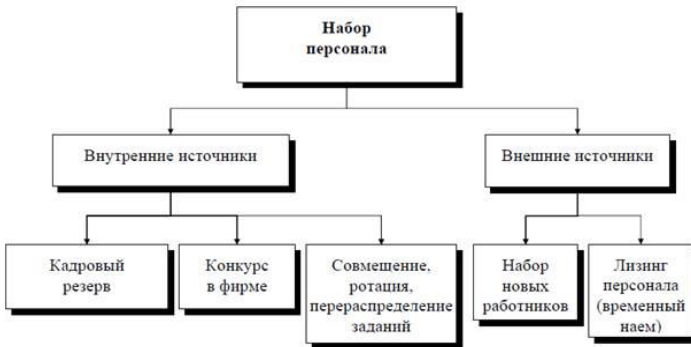 Набор
персонала
Внутренние источники
Внешние источники
Кадровый
резерв
Конкурс
в фирме
Совмещение,
ротация,
перераспределение
заданий
Набор
новых
работников
Лизинг
персонала
(временный
наем)